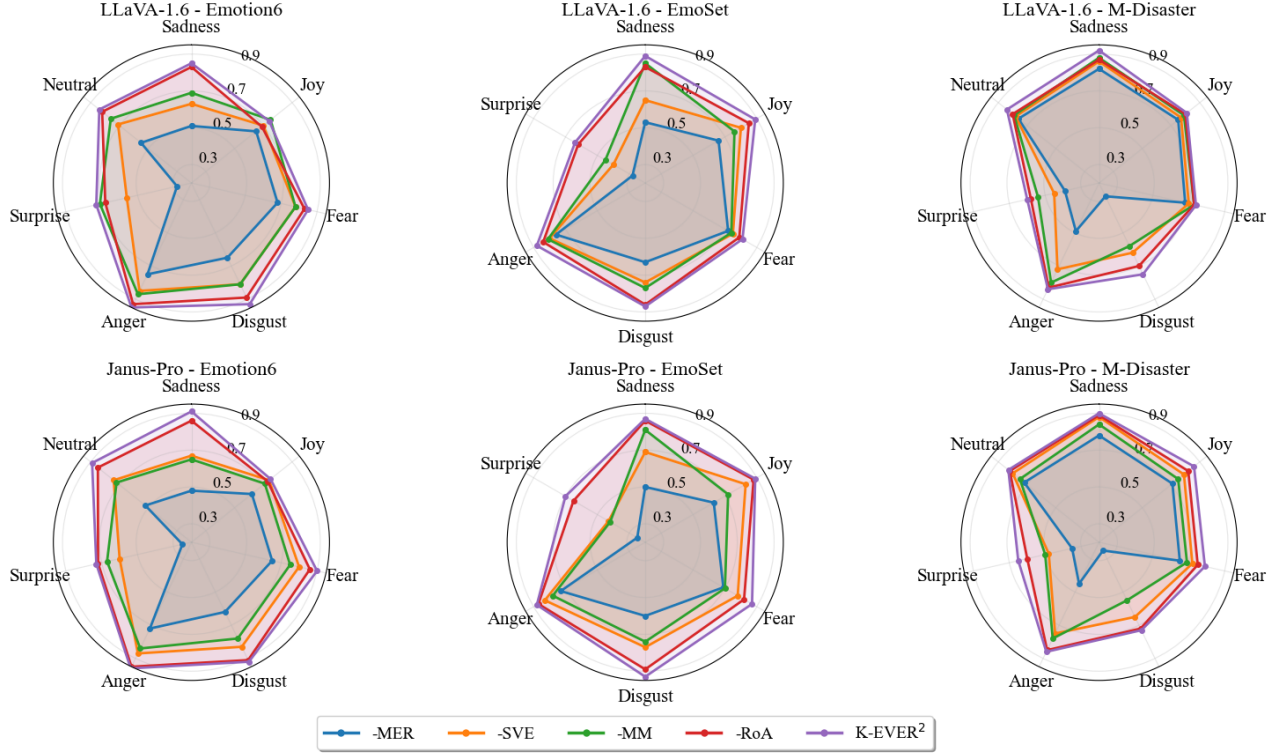 LLaVA-1.6 - Emotion6
Sadness
Neutral
Joy
Surprise
Fear
Anger
Disgust
0.9
0.7
0.5
0.3
LLaVA-1.6 - EmoSet
Sadness
Surprise
Joy
Anger
Fear
Disgust
0.9
0.7
0.5
0.3
LLaVA-1.6 - M-Disaster
Sadness
Neutral
Joy
Surprise
Fear
Anger
Disgust
0.9
0.7
0.5
0.3
Janus-Pro - Emotion6
Sadness
Neutral
Joy
Surprise
Fear
Anger
Disgust
0.9
0.7
0.5
0.3
Janus-Pro - EmoSet
Sadness
Surprise
Joy
Anger
Fear
Disgust
0.9
0.7
0.5
0.3
Janus-Pro - M-Disaster
Sadness
Neutral
Joy
Surprise
Fear
Anger
Disgust
0.9
0.7
0.5
0.3
-MER -SVE -MM -RoA K-EVER²